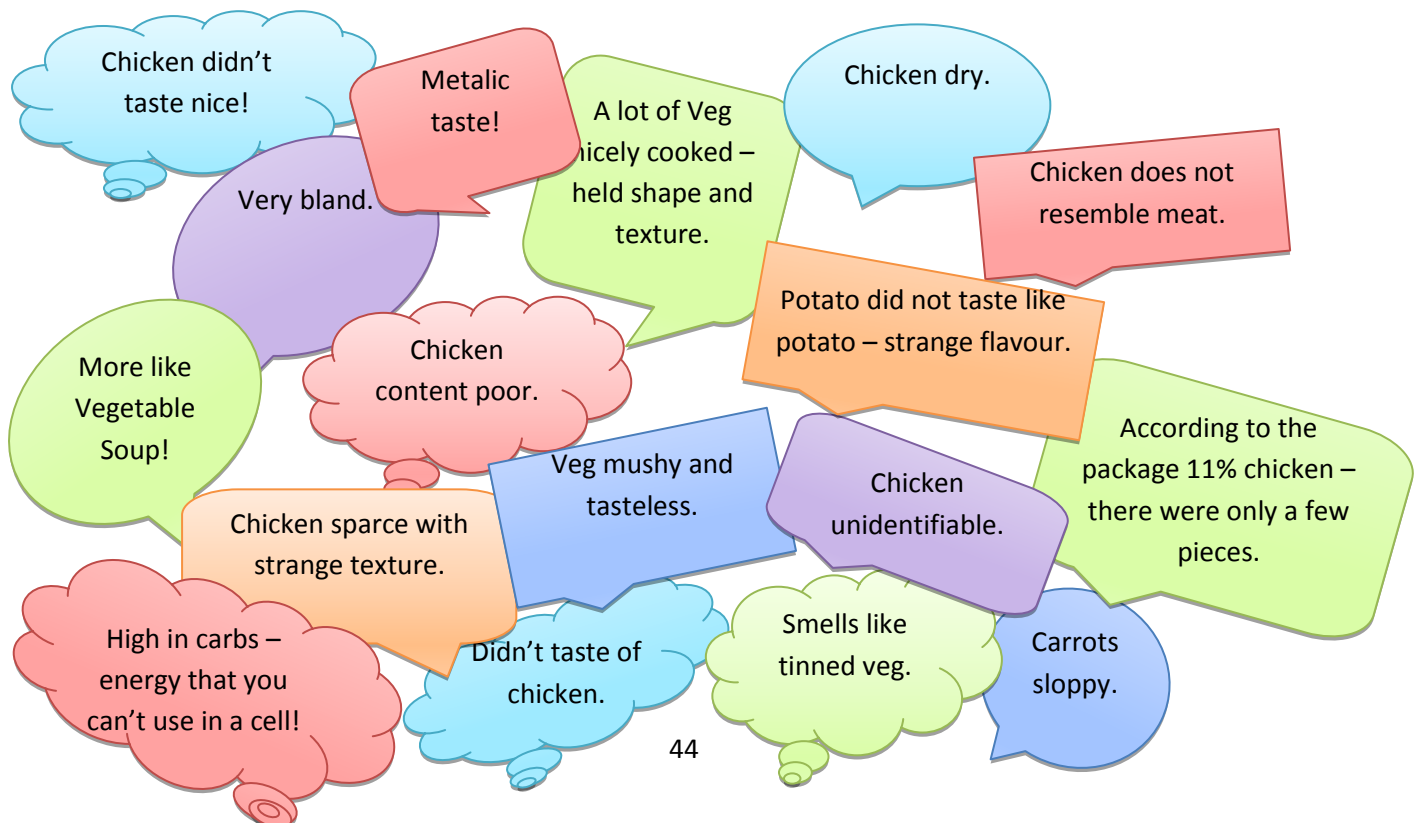 Chicken didn't
taste nice!
Metalic
taste!
A lot of Veg
nicely cooked –
held shape and
texture.
Chicken dry.
Chicken does not
resemble meat.
Very bland.
Potato did not taste like
potato – strange flavour.
More like
Vegetable
Soup!
Chicken
content poor.
According to the
package 11% chicken –
there were only a few
pieces.
Veg mushy and
tasteless.
Chicken
unidentifiable.
Chicken sparce with
strange texture.
High in carbs –
energy that you
can't use in a cell!
Didn't taste of
chicken.
Smells like
tinned veg.
Carrots
sloppy.
44